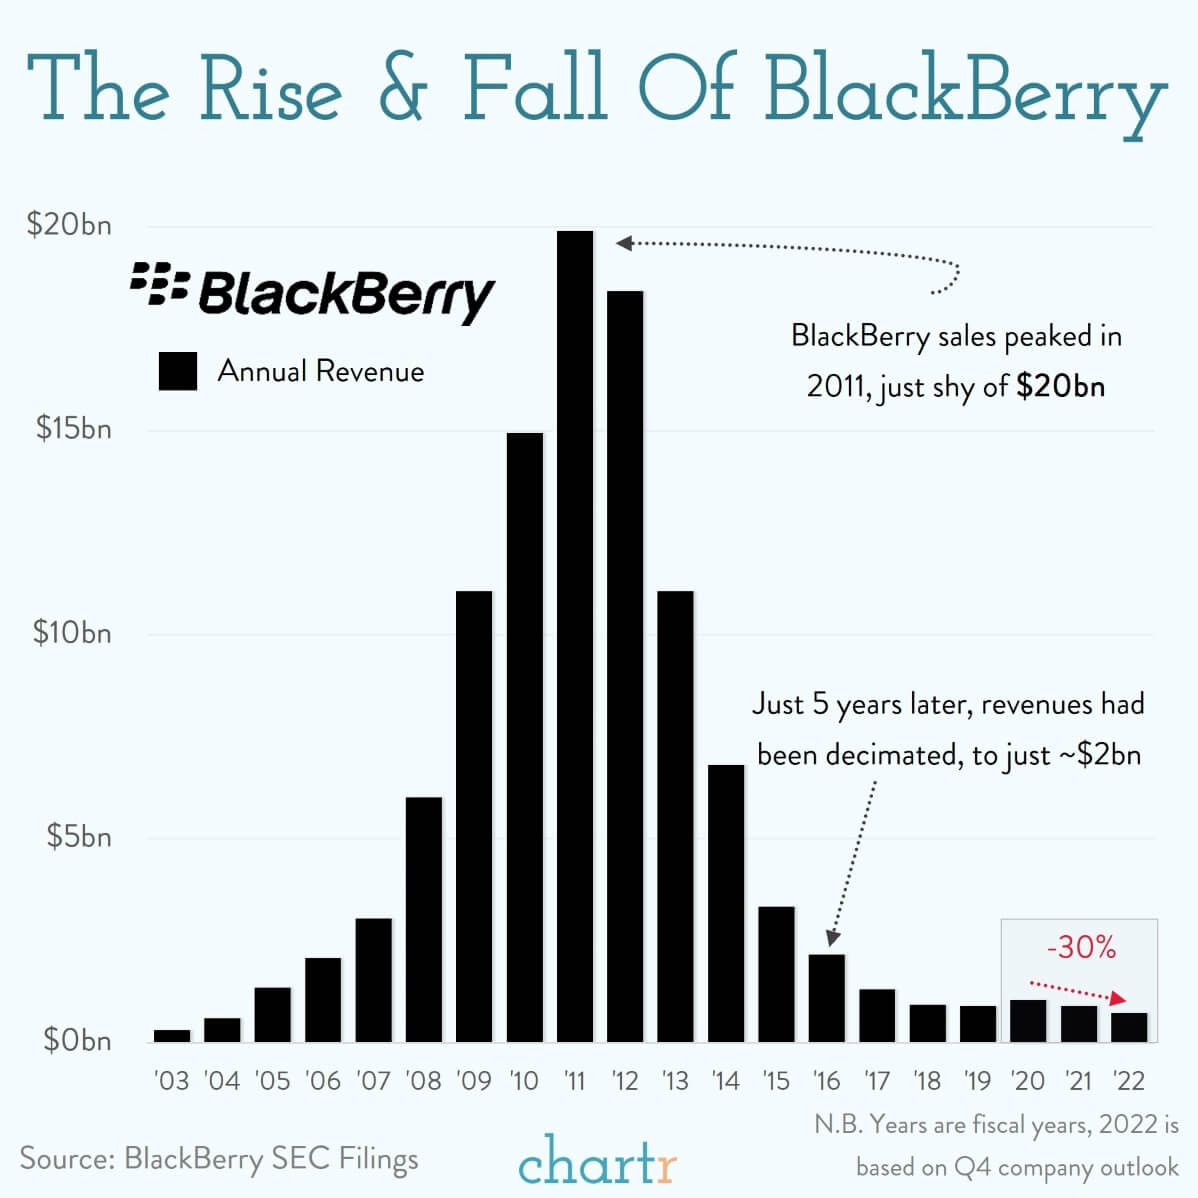 The Rise & Fall Of BlackBerry
$20bn
BlackBerry
Annual Revenue
BlackBerry sales peaked in
2011, just shy of $20bn
$15bn
$10bn
Just 5 years later, revenues had
been decimated, to just ~$2bn
$5bn
-30%
$0bn
'03 '04 '05 '06 '07 '08 '09 '10 '11 '12 '13 '14 '15 '16 '17 '18 '19 '20 '21 '22
N.B. Years are fiscal years, 2022 is
based on Q4 company outlook
Source: BlackBerry SEC Filings
chartr